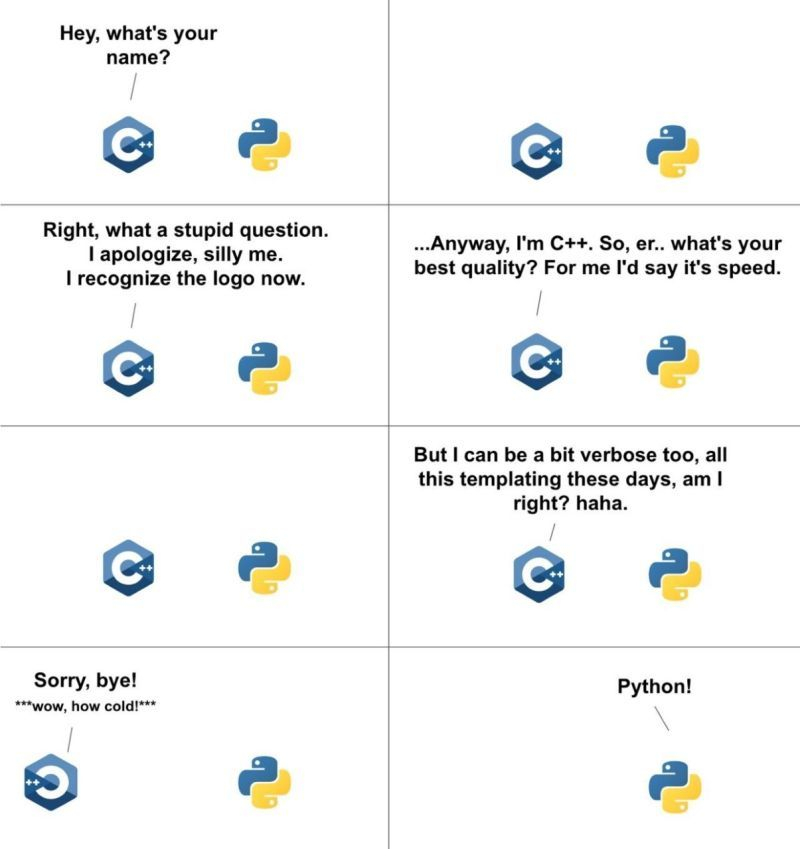 Hey, what's your
name?
C++
C++
Right, what a stupid question.
I apologize, silly me.
I recognize the logo now.
C++
...Anyway, I'm C++. So, er.. what's your
best quality? For me I'd say it's speed.
C++
C++
But I can be a bit verbose too, all
this templating these days, am I
right? haha.
C++
Sorry, bye!
***wow, how cold!***
++C
Python!